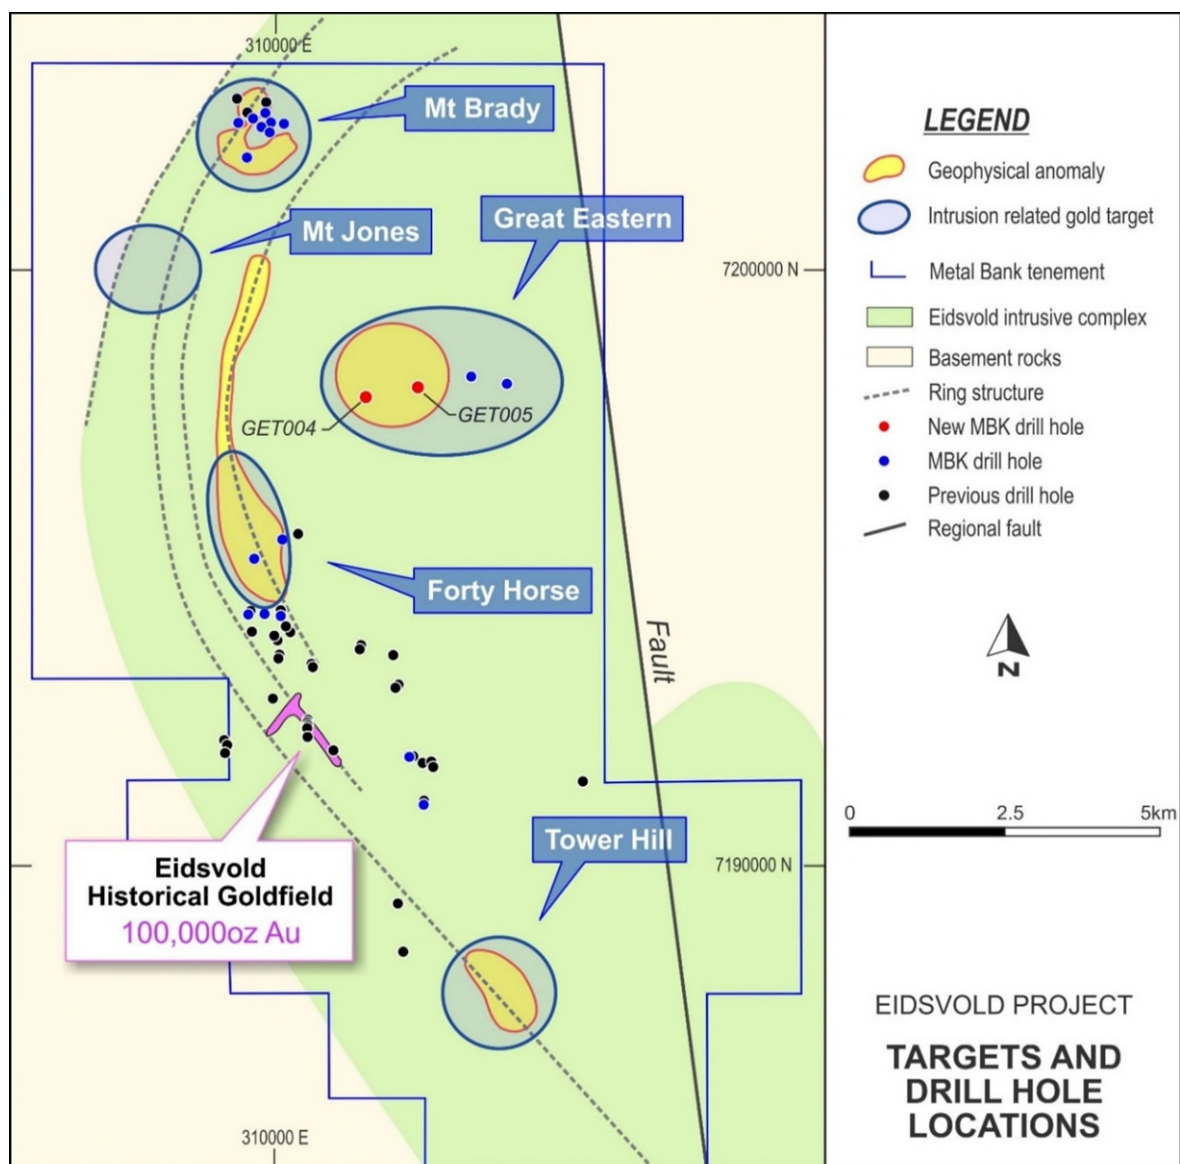 310000 E
Mt Brady
Great Eastern
Mt Jones
7200000 N
GET004
GET005
Forty Horse
Fault
Tower Hill
7190000 N
Eidsvold
Historical Goldfield
100,000oz Au
310000 E
LEGEND
Geophysical anomaly
Intrusion related gold target
Metal Bank tenement
Eidsvold intrusive complex
Basement rocks
Ring structure
New MBK drill hole
MBK drill hole
Previous drill hole
Regional fault
N
0 2.5 5km
EIDSVOLD PROJECT
TARGETS AND
DRILL HOLE
LOCATIONS